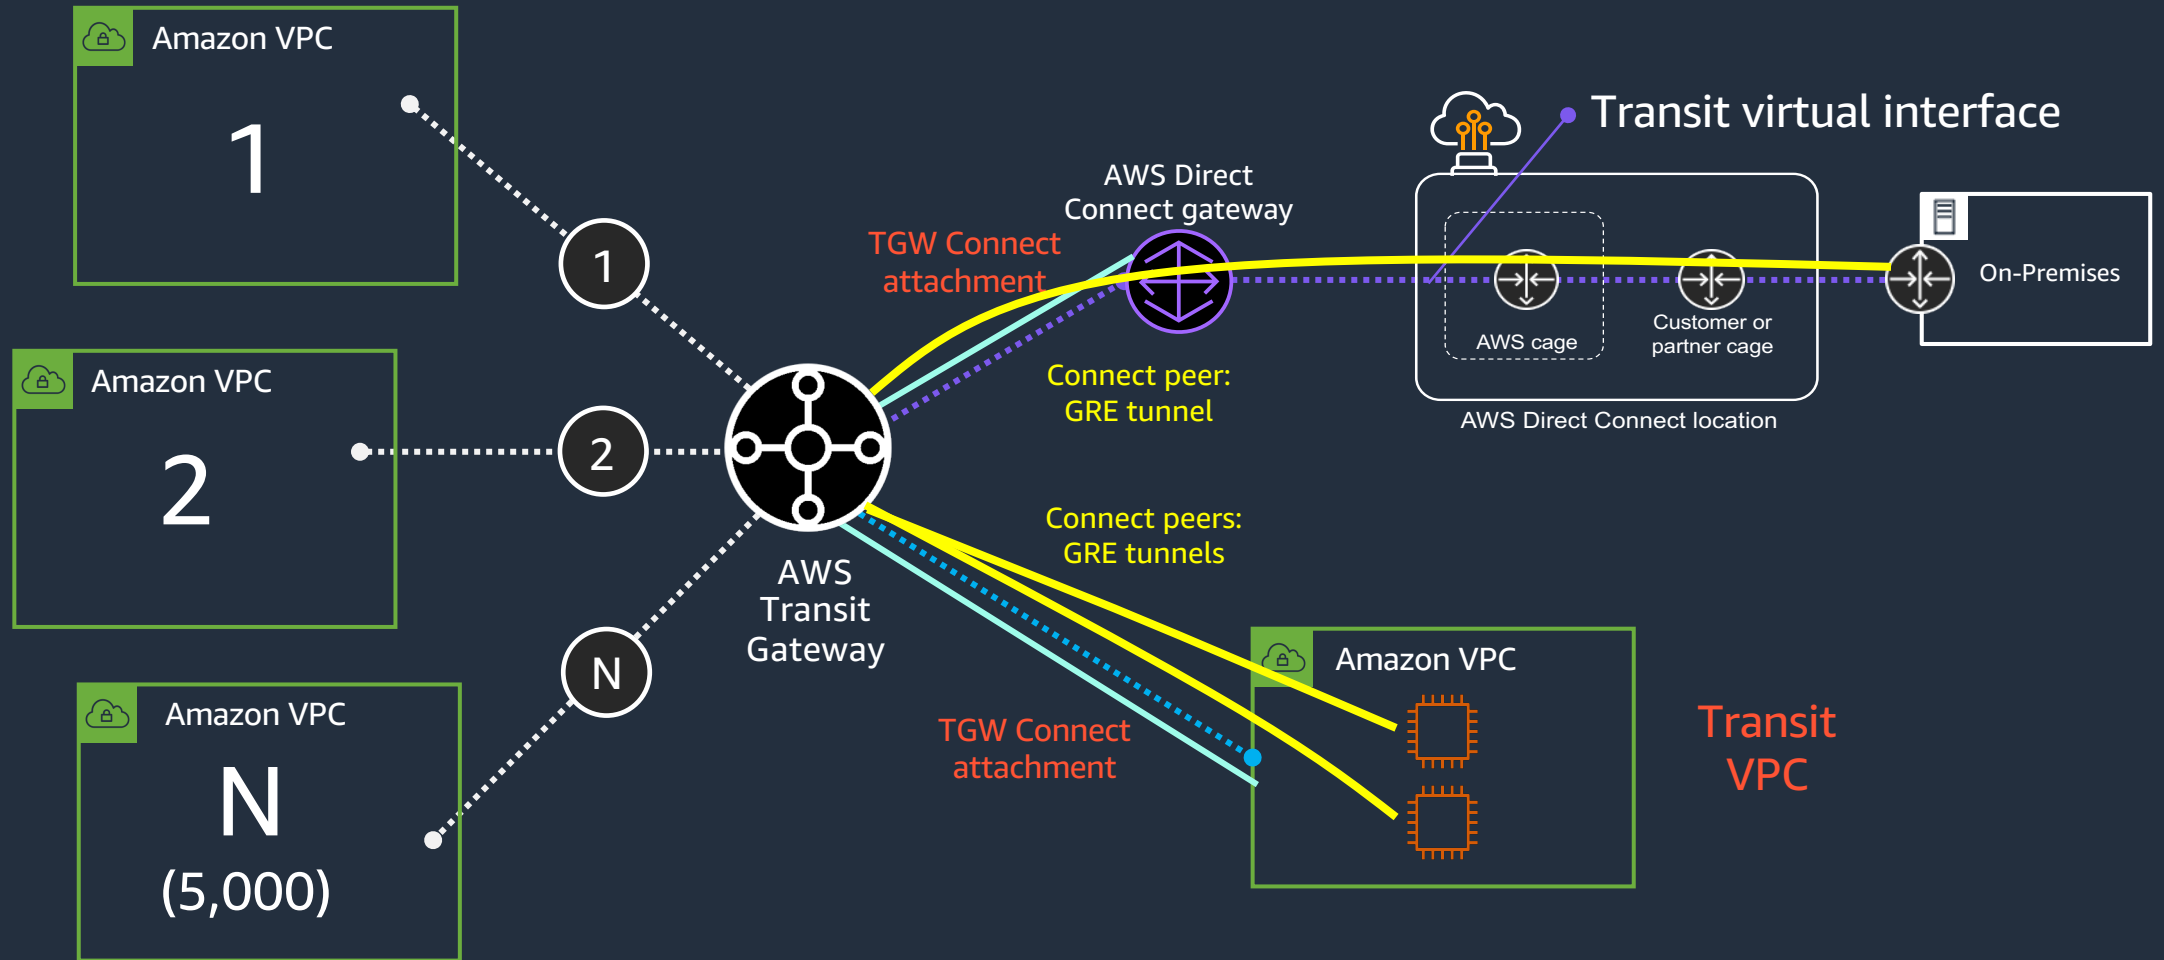 Amazon VPC
1
1
Amazon VPC
2
2
Amazon VPC
N
(5,000)
N
AWS
Transit
Gateway
TGW Connect
attachment
AWS Direct
Connect gateway
Connect peer:
GRE tunnel
Transit virtual interface
AWS cage
Customer or
partner cage
AWS Direct Connect location
On-Premises
Connect peers:
GRE tunnels
TGW Connect
attachment
Amazon VPC
Transit
VPC